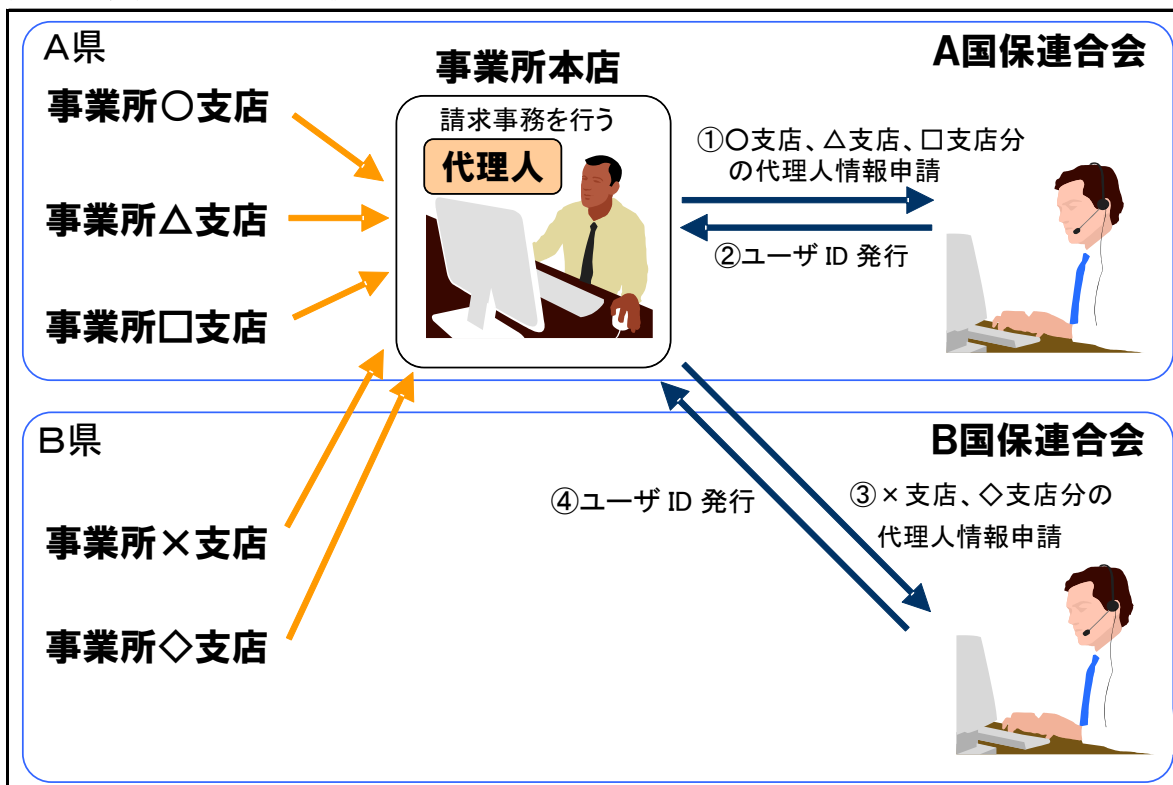 A県
事業所本店
A国保連合会
事業所○支店
請求事務を行う
代理人
①○支店、△支店、□支店分
の代理人情報申請
事業所△支店
②ユーザ ID 発行
事業所□支店
B県
B国保連合会
④ユーザ ID 発行
③×支店、◇支店分の
代理人情報申請
事業所×支店
事業所◇支店